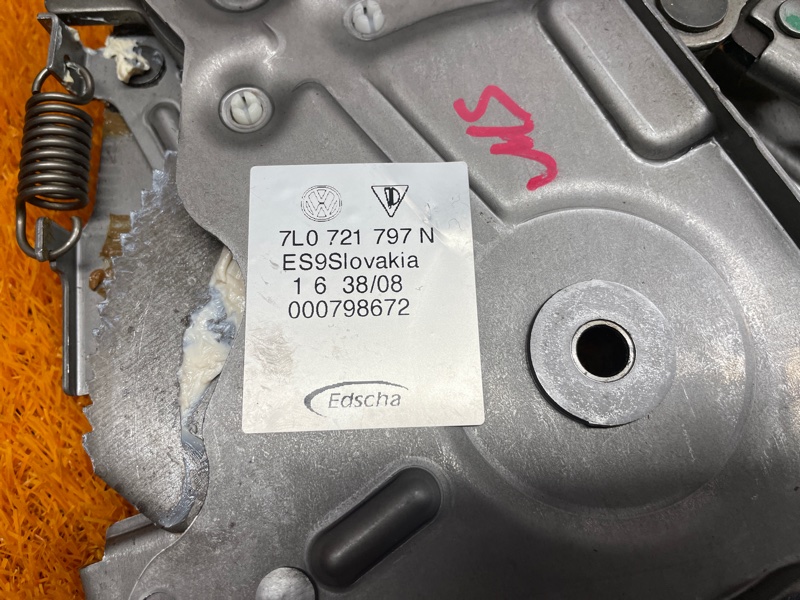 7L0 721 797 N
ES9Slovakia
1 6 38/08
000798672
Edscha